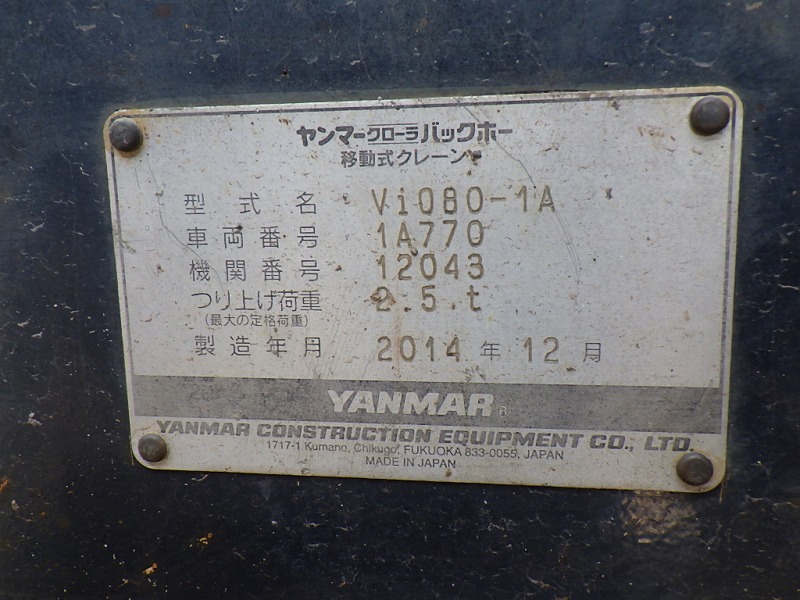 ヤンマークローラバックホー
移動式クレーン
型式名 ViO80-1A
車両番号 1A770
機関番号 12043
つり上げ荷重 2.5.t
(最大の定格荷重)
製造年月 2014年12月
YANMAR®
YANMAR CONSTRUCTION EQUIPMENT CO., LTD.
1717-1 Kumano, Chikugo, FUKUOKA 833-0055, JAPAN
MADE IN JAPAN